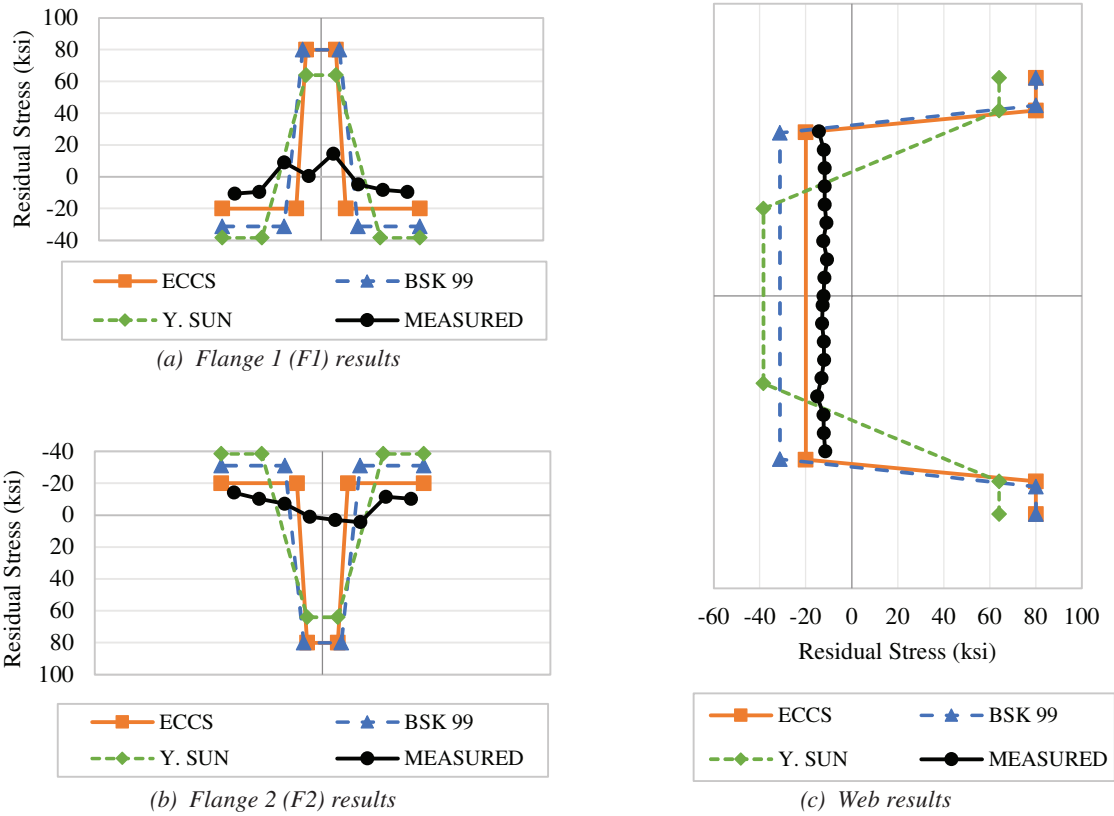 100
80
60
40
20
0
-20
-40
Residual Stress (ksi)
ECCS
BSK 99
Y. SUN
MEASURED
(a) Flange 1 (F1) results
-40
-20
0
20
40
60
80
100
Residual Stress (ksi)
ECCS
BSK 99
Y. SUN
MEASURED
(b) Flange 2 (F2) results
-60 -40 -20 0 20 40 60 80 100
Residual Stress (ksi)
ECCS
BSK 99
Y. SUN
MEASURED
(c) Web results